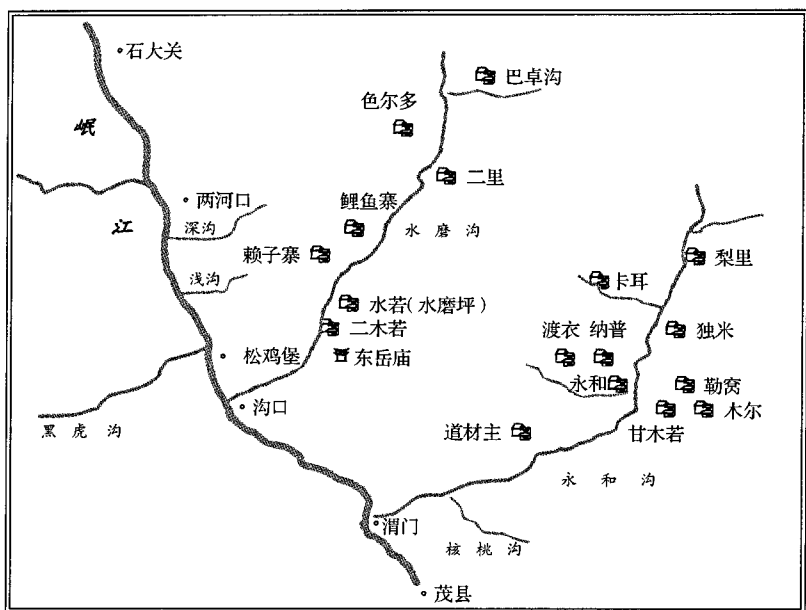 石大关
巴卓沟
色尔多
岷
二里
两河口
鲤鱼寨
江
深沟
水磨沟
赖子寨
梨里
浅沟
卡耳
水若(水磨坪)
二木若
渡衣
纳普
独米
松鸡堡
东岳庙
永和
勒窝
沟口
木尔
黑虎沟
道材主
甘木若
永和沟
渭门
核桃沟
茂县